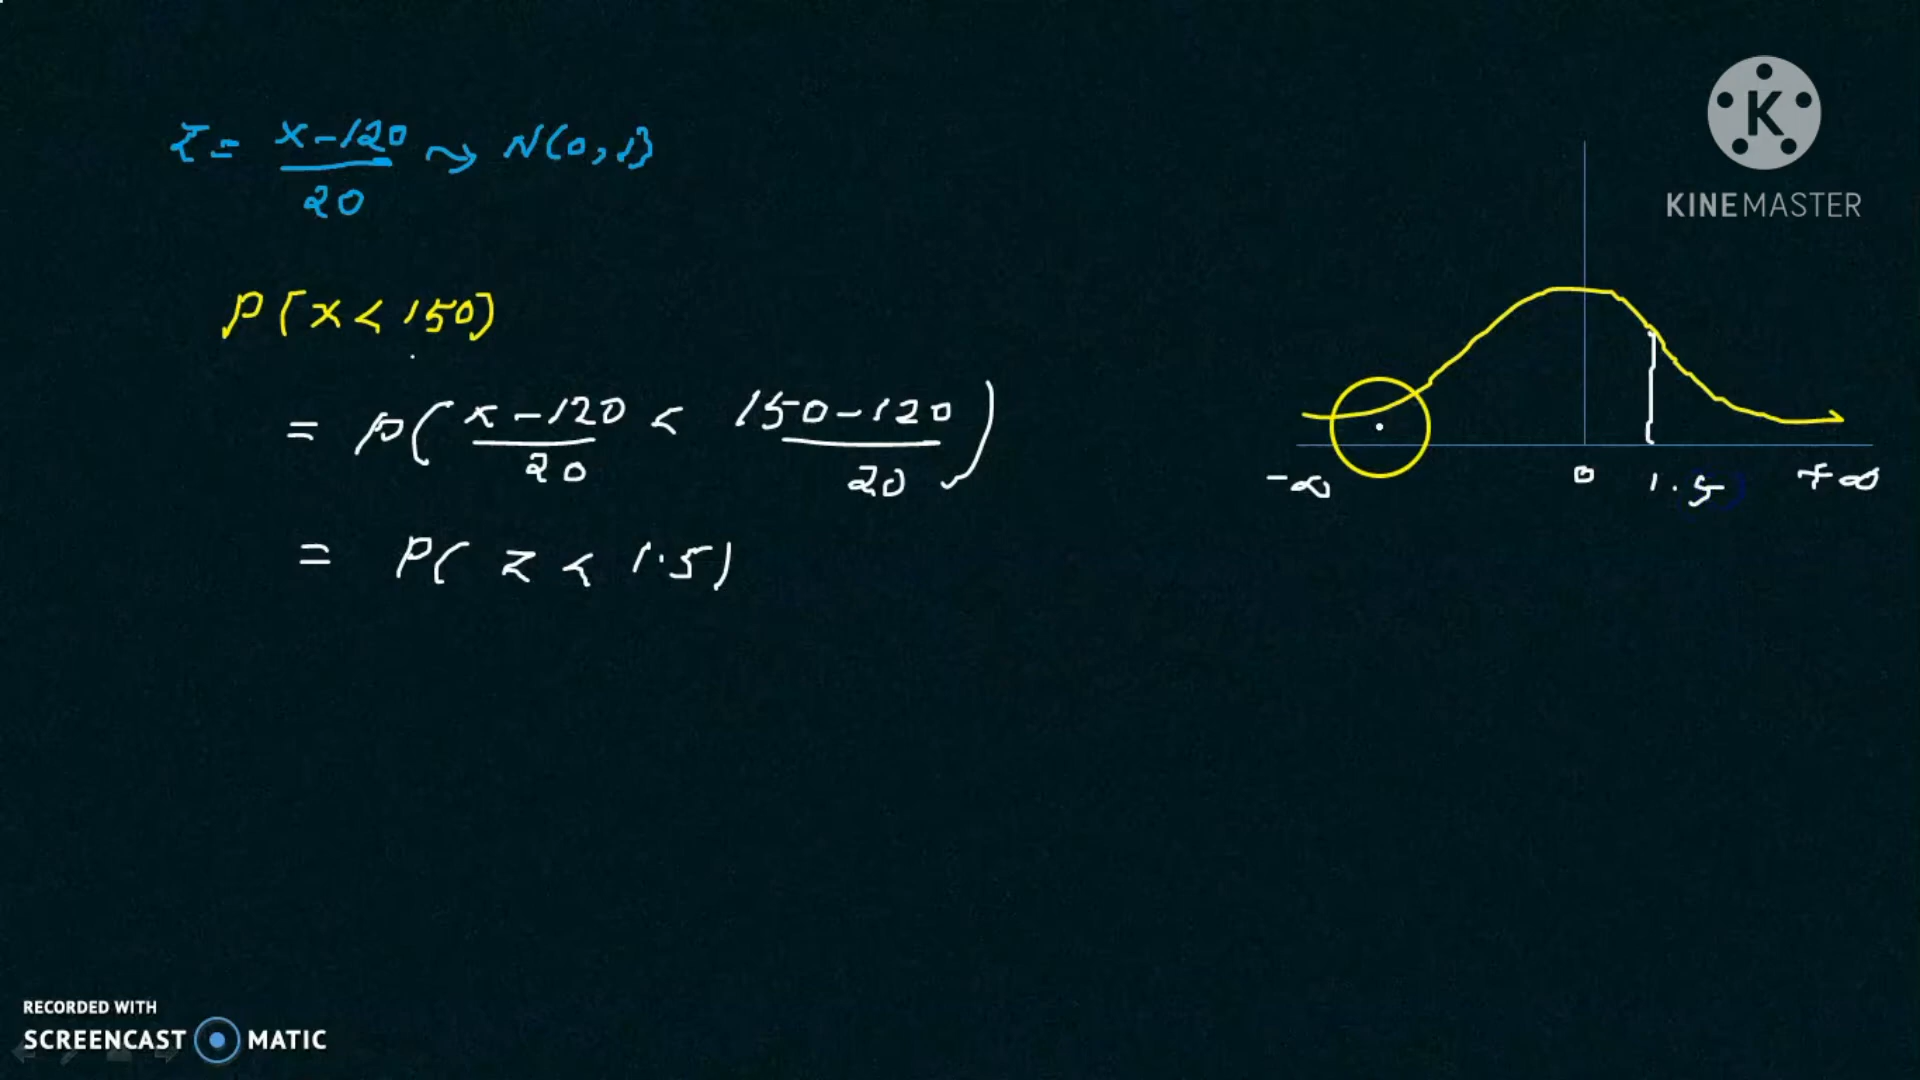 z = x-120 / 20 ~ N(0,1)
K
KINEMASTER
P(x<150)
= P( x-120 / 20 < 150-120 / 20 )
= P( z < 1.5)
-∞ 0 1.5 +∞
RECORDED WITH
SCREENCAST MATIC